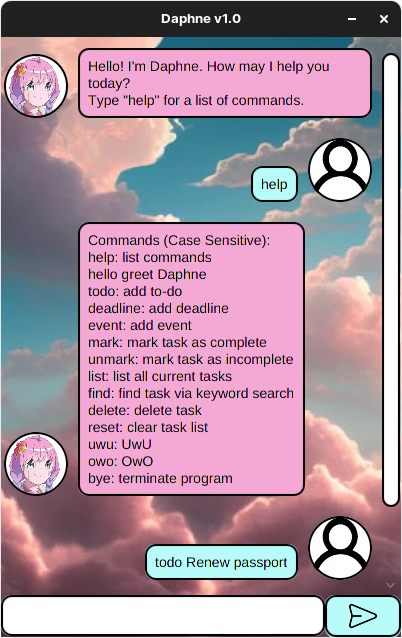 Daphne v1.0
Hello! I'm Daphne. How may I help you
today?
Type "help" for a list of commands.
help
Commands (Case Sensitive):
help: list commands
hello greet Daphne
todo: add to-do
deadline: add deadline
event: add event
mark: mark task as complete
unmark: mark task as incomplete
list: list all current tasks
find: find task via keyword search
delete: delete task
reset: clear task list
uwu: UwU
owo: OwO
bye: terminate program
todo Renew passport